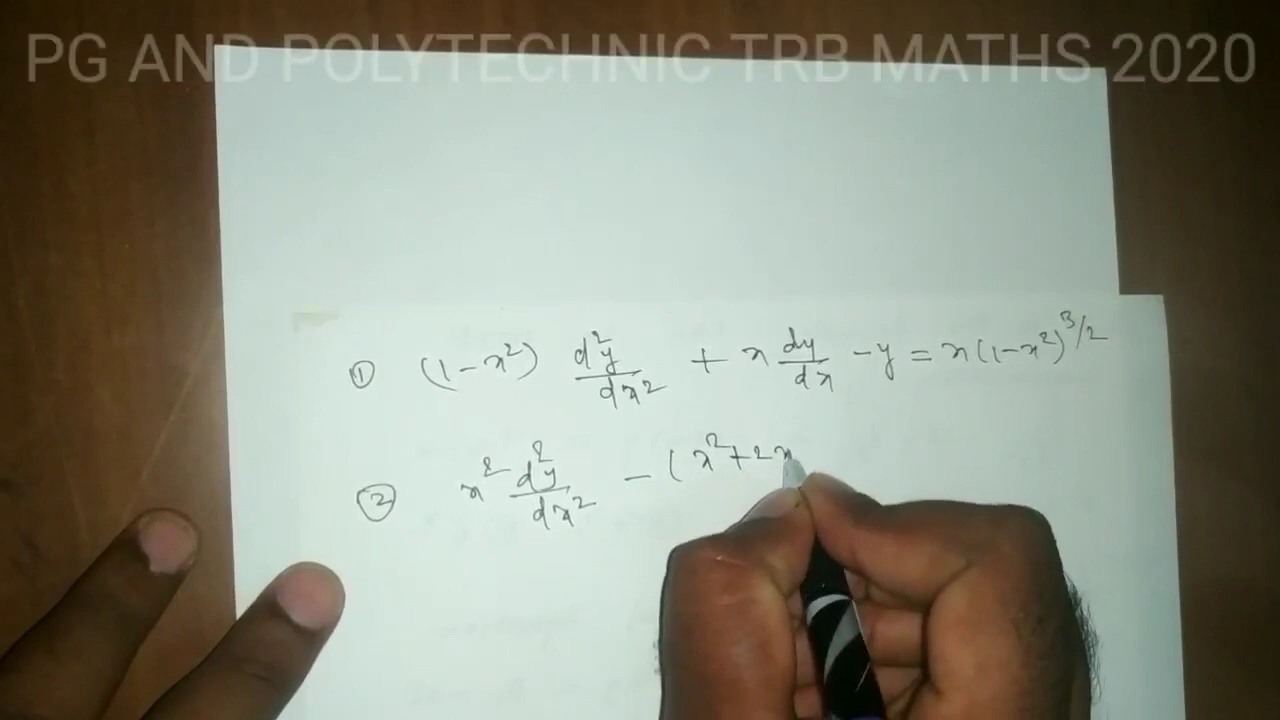 PG AND POLYTECHNIC TRB MATHS 2020
① (1-x²) d²y/dx² + x dy/dx - y = x(1-x²)^3/2
② x² d²y/dx² - (x²+2x